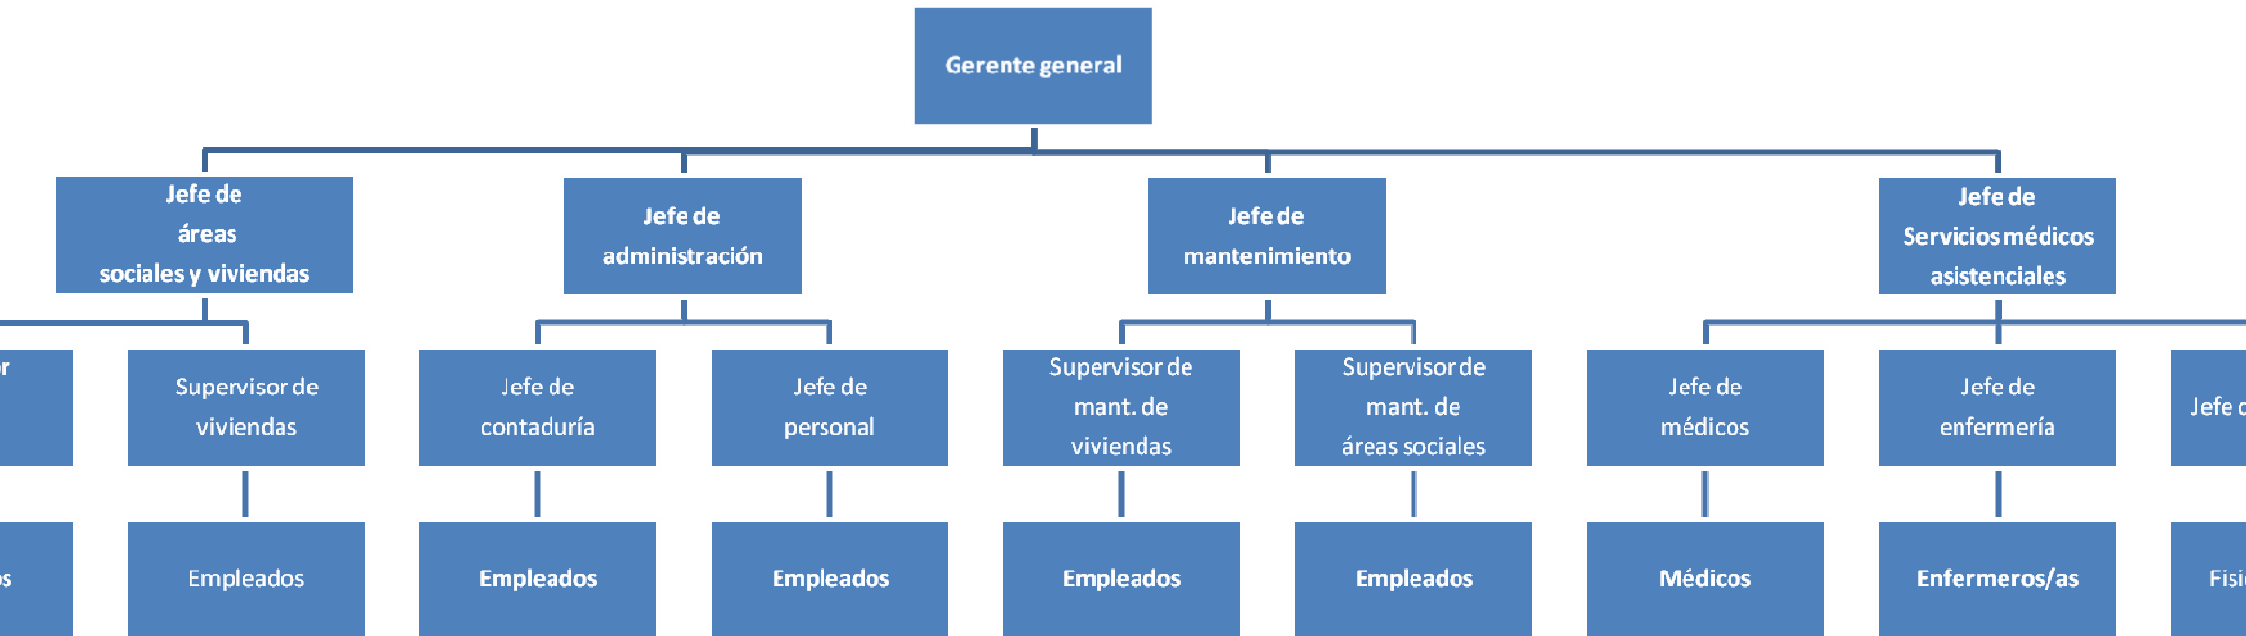 Gerente general
Jefe de
áreas
sociales y viviendas
Jefe de
administración
Jefe de
mantenimiento
Jefe de
Servicios médicos
asistenciales
Supervisor de
viviendas
Jefe de
contaduría
Jefe de
personal
Supervisor de
mant. de
viviendas
Supervisor de
mant. de
áreas sociales
Jefe de
médicos
Jefe de
enfermería
Jefe
Empleados
Empleados
Empleados
Empleados
Empleados
Médicos
Enfermeros/as